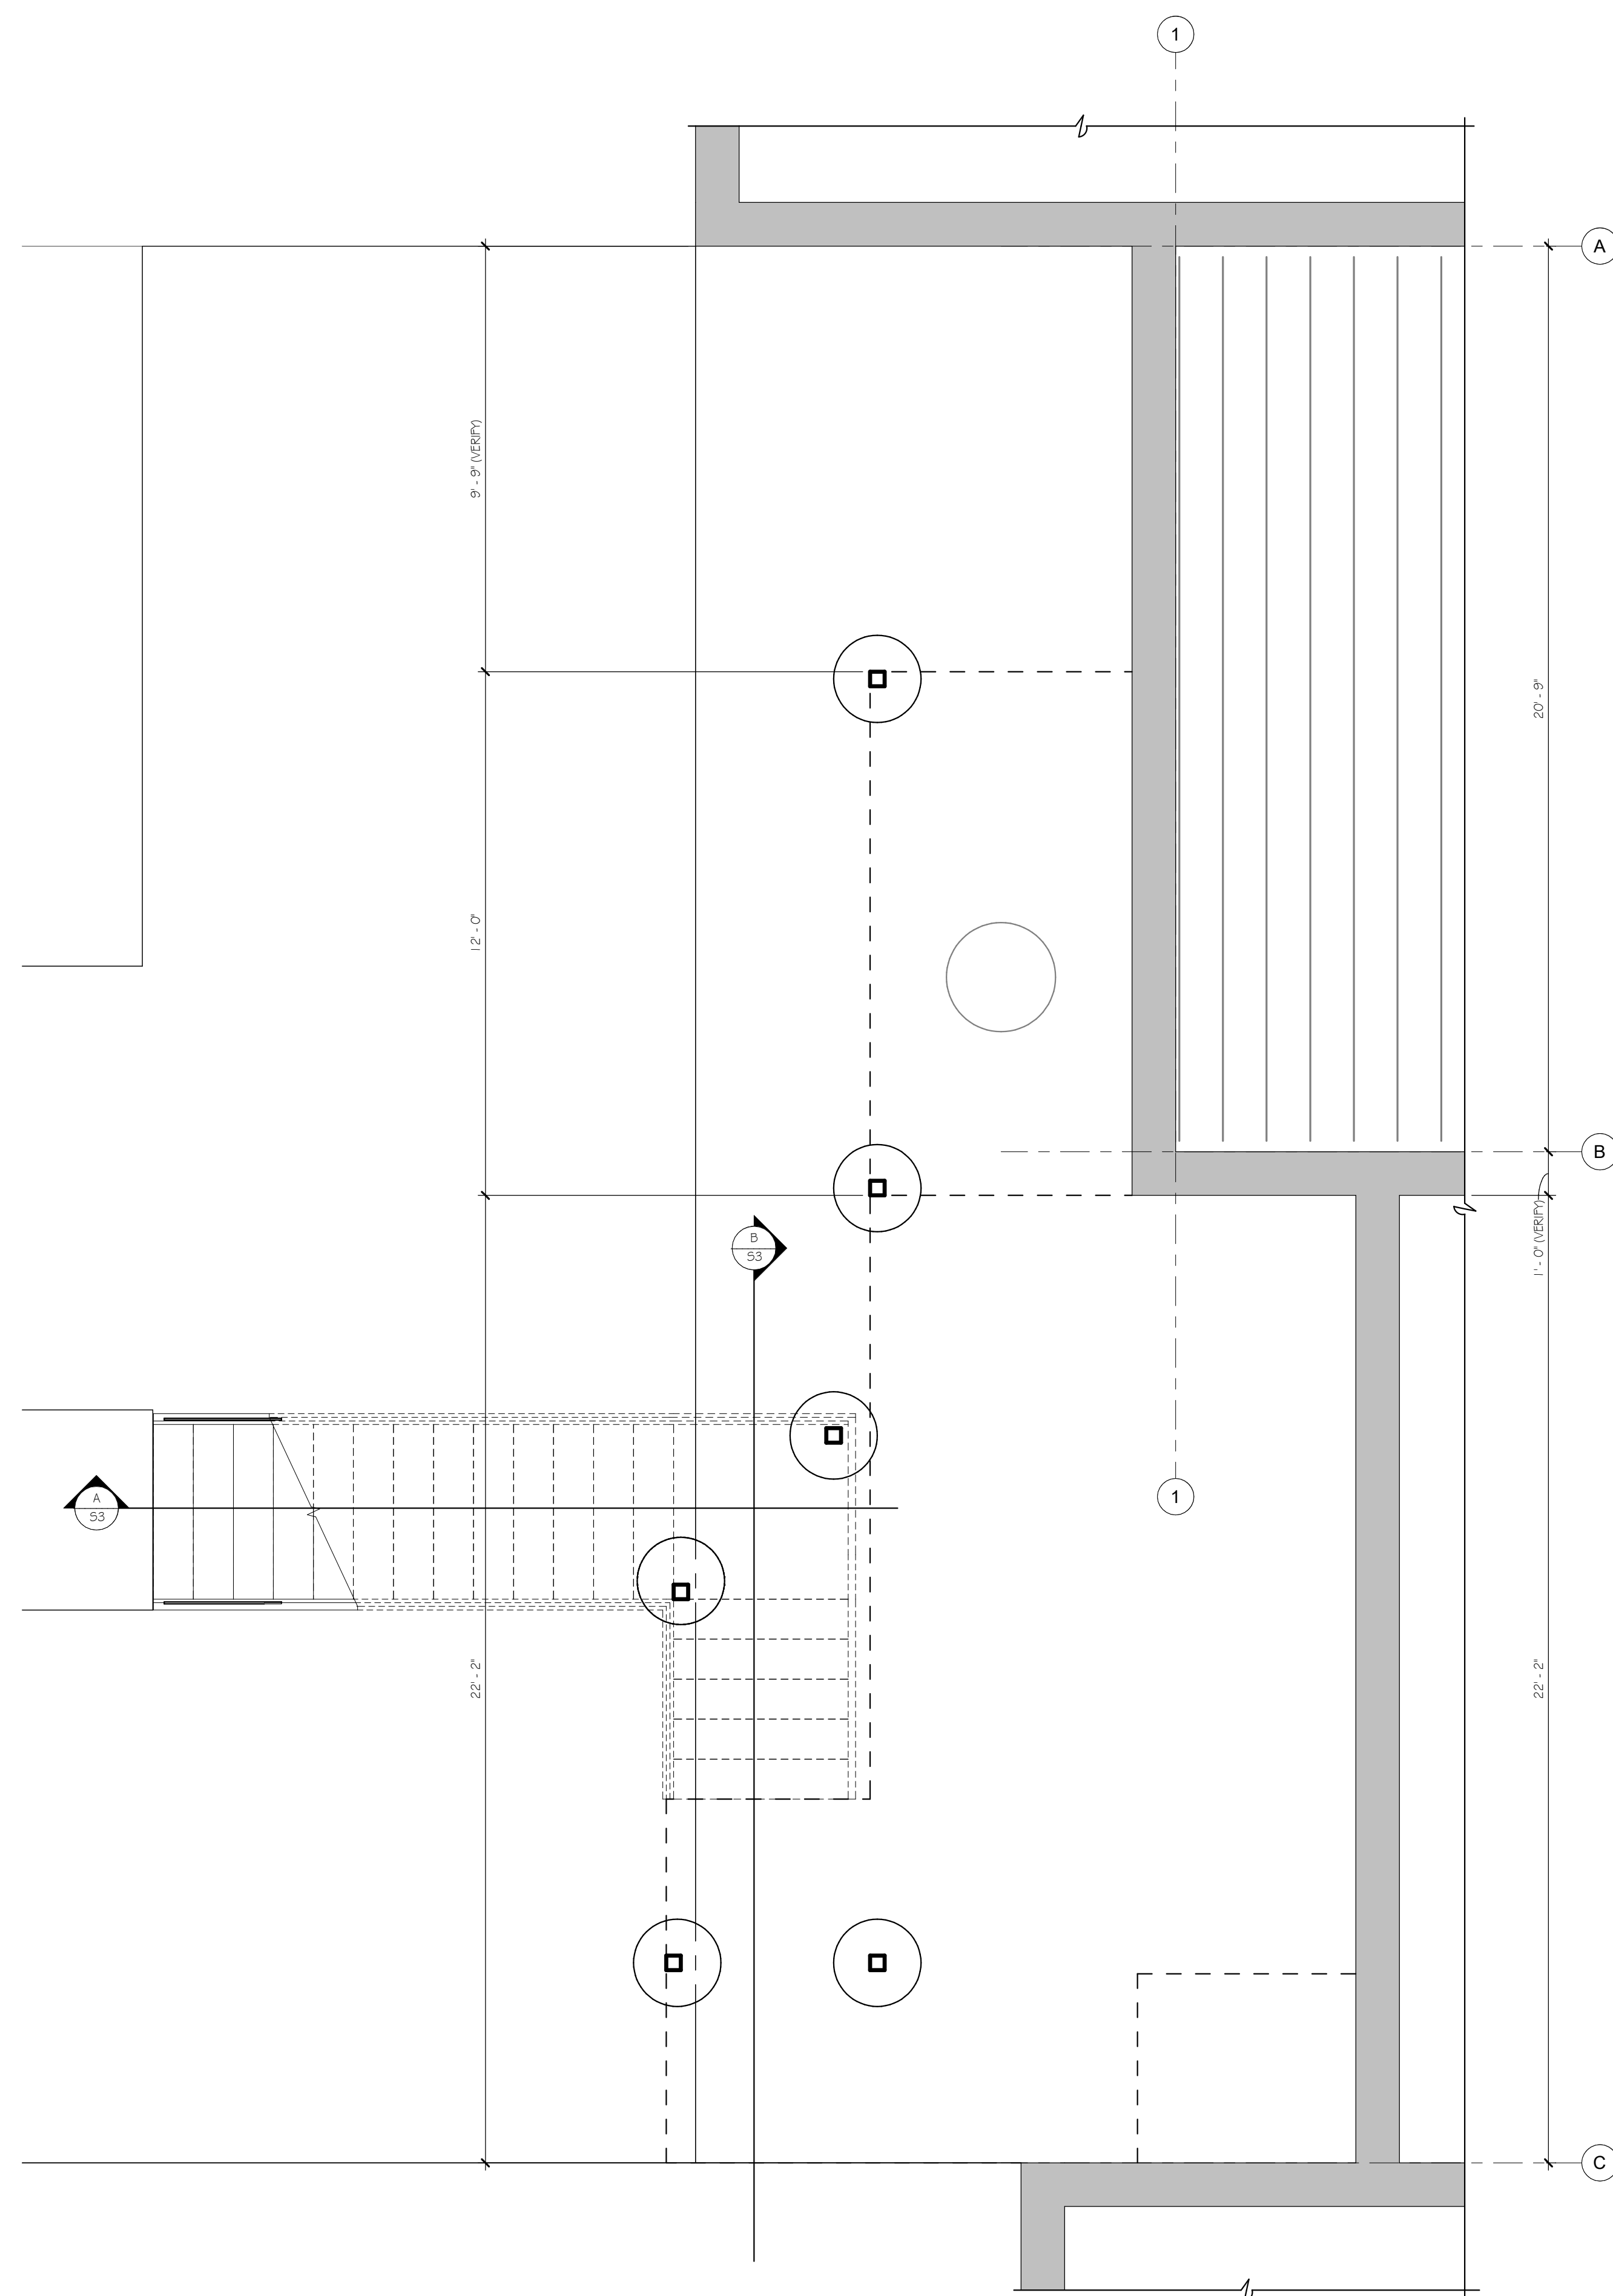 1
A
9' - 9" (VERIFY)
20' - 9"
12' - 0"
B
1' - 0" (VERIFY)
B
S3
A
S3
1
22' - 2"
22' - 2"
C